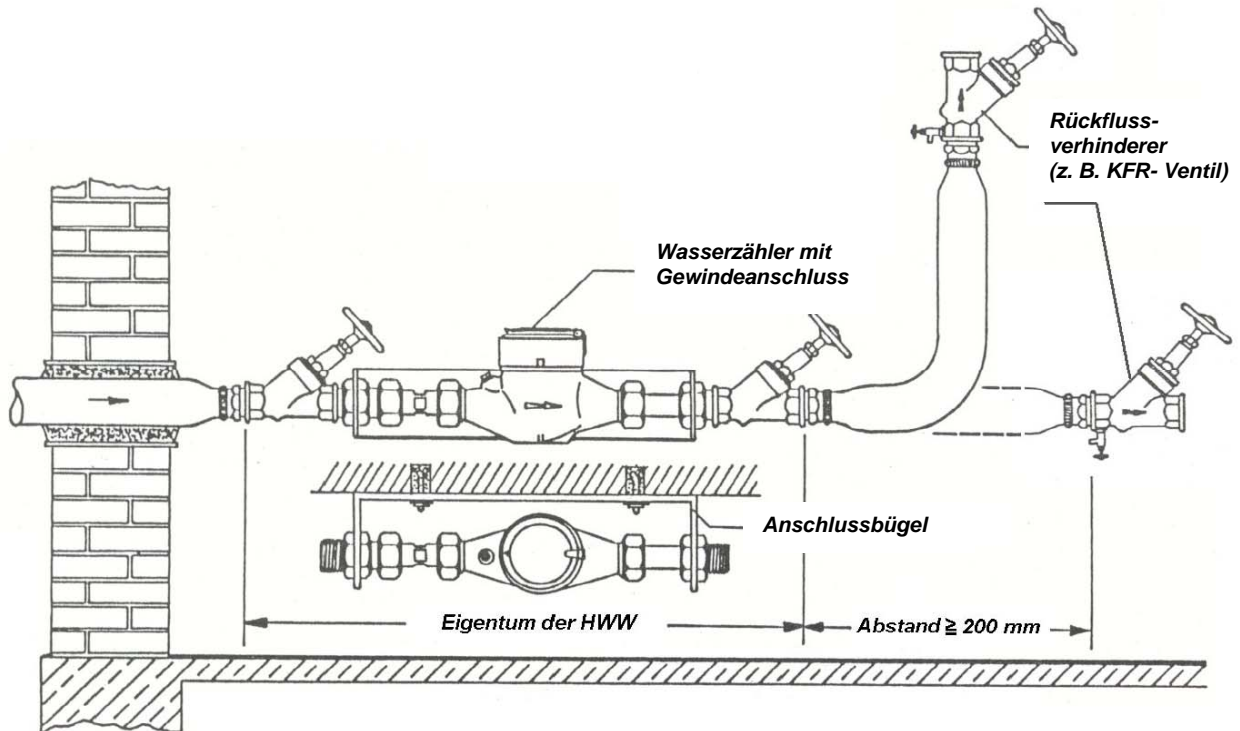 Rückfluss-
verhinderer
(z. B. KFR- Ventil)
Wasserzähler mit
Gewindeanschluss
Anschlussbügel
Eigentum der HWW
Abstand ≧ 200 mm